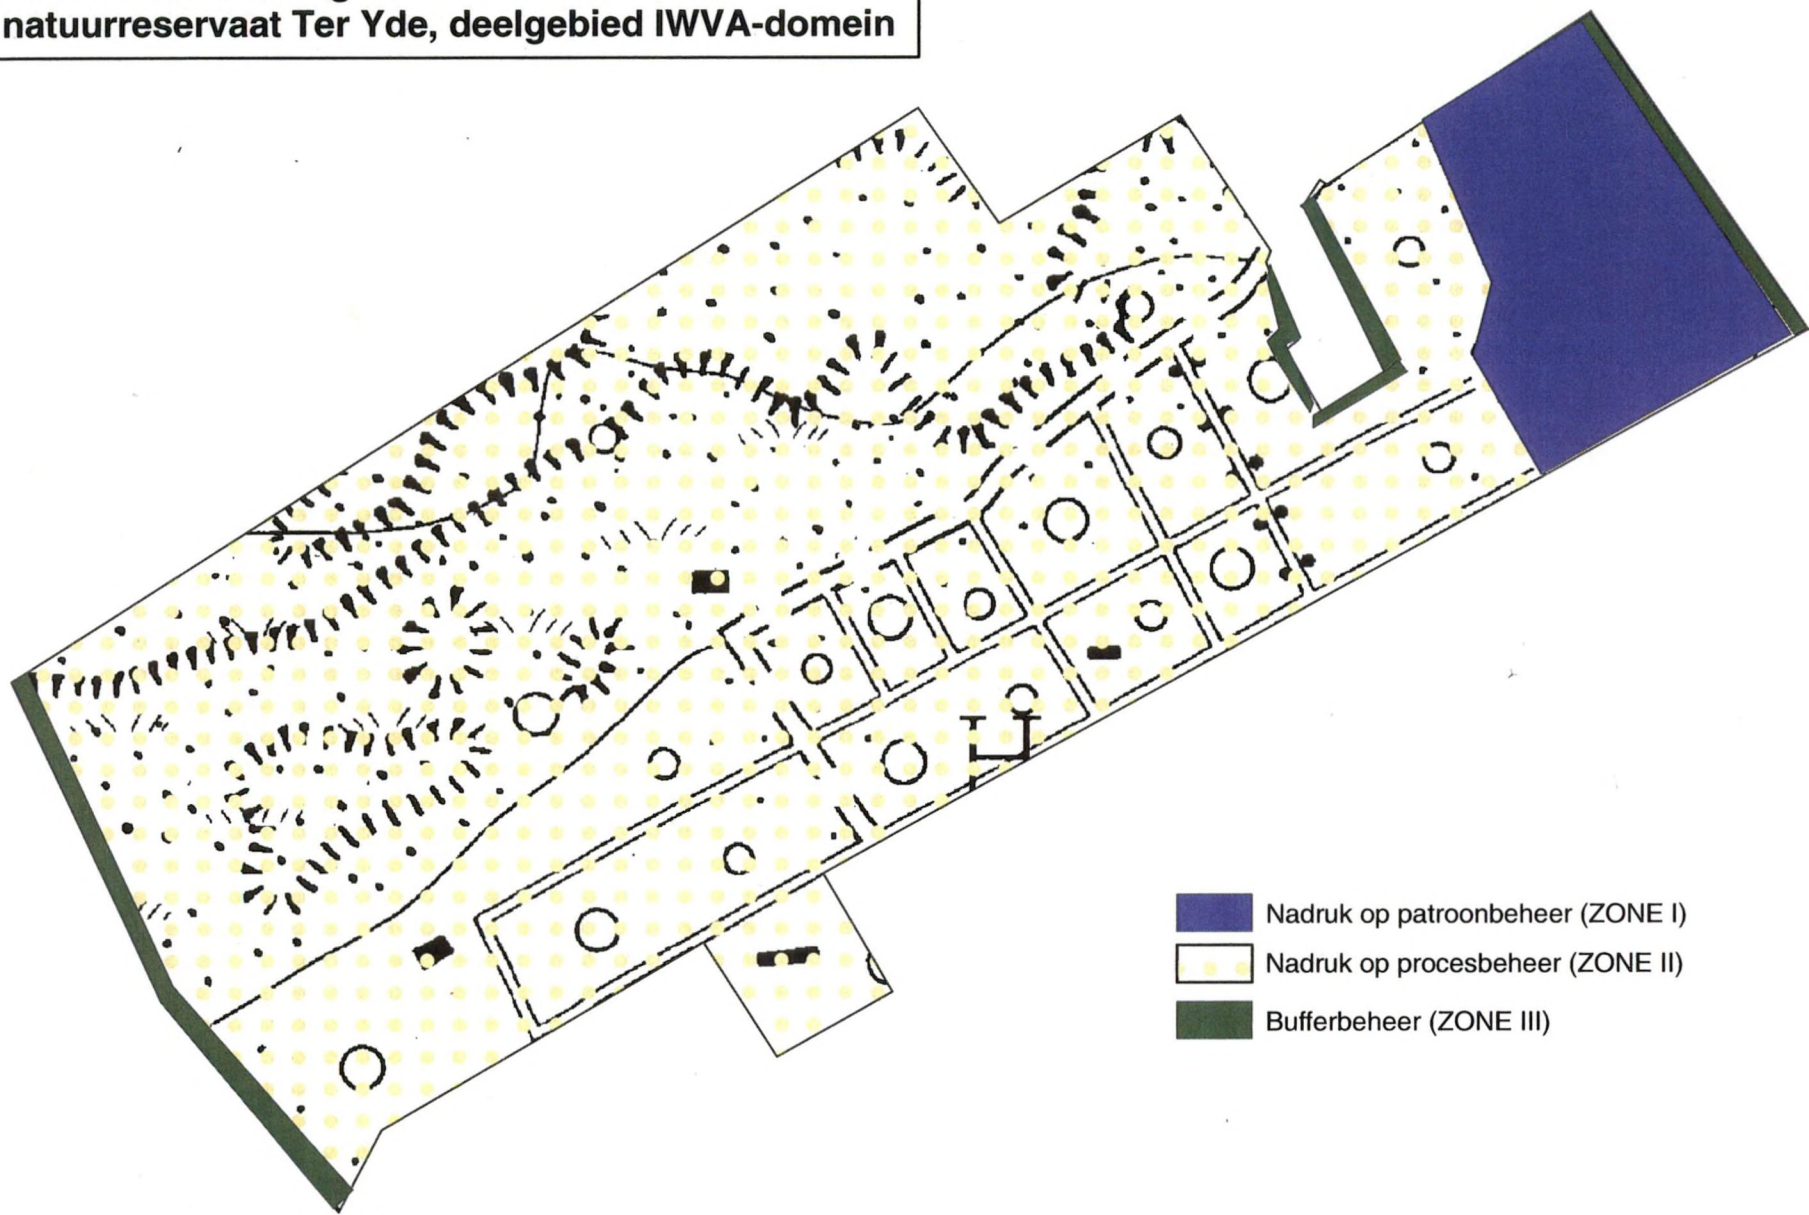 natuurreservaat Ter Yde, deelgebied IWVA-domein
Nadruk op patroonbeheer (ZONE I)
Nadruk op procesbeheer (ZONE II)
Bufferbeheer (ZONE III)